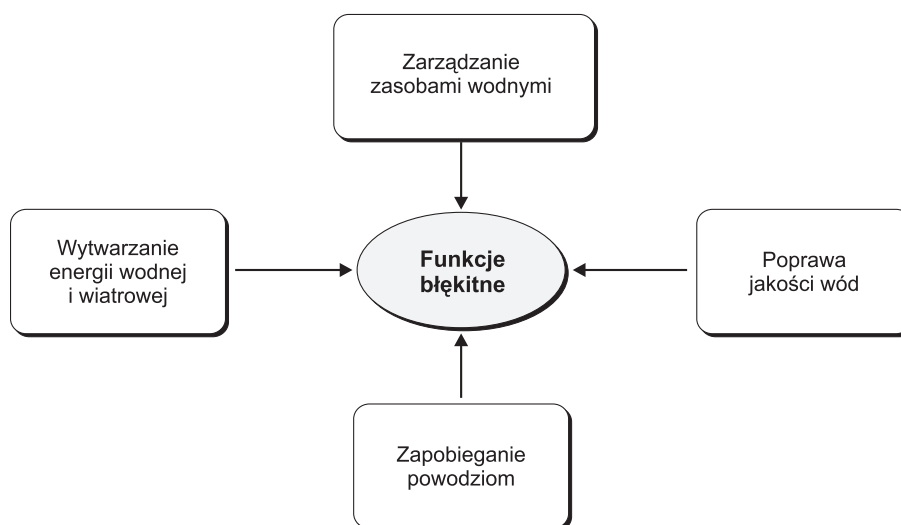 Zarządzanie
zasobami wodnymi
Wytwarzanie
energii wodnej
i wiatrowej
Funkcje
błękitne
Poprawa
jakości wód
Zapobieganie
powodziom